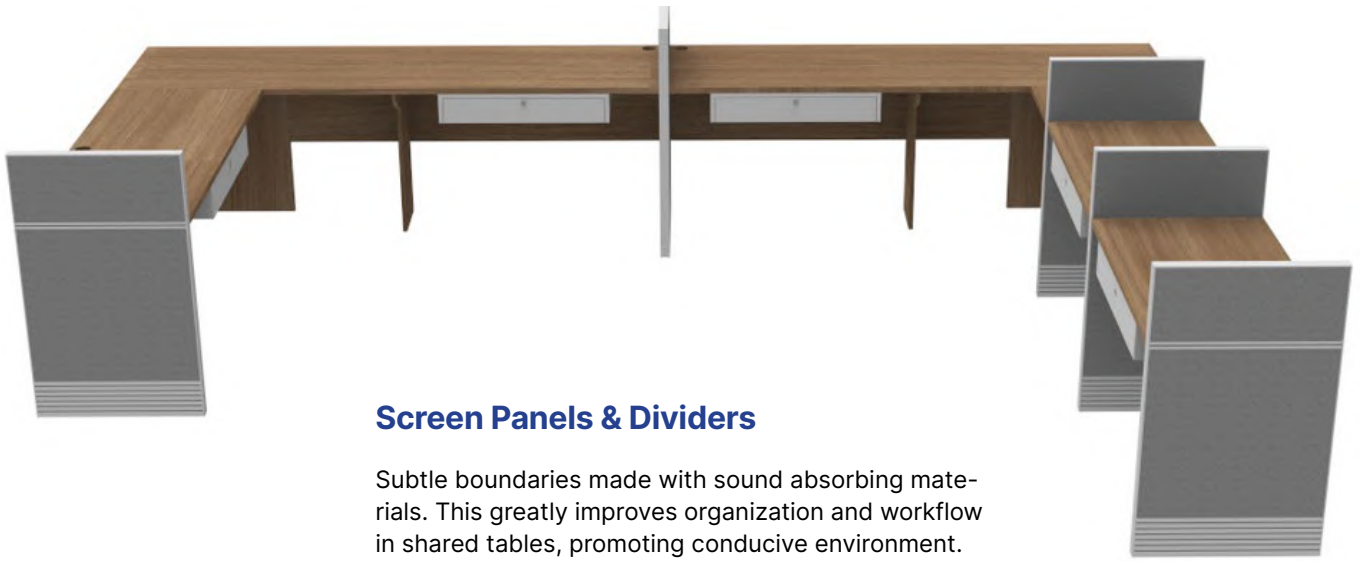 Screen Panels & Dividers
Subtle boundaries made with sound absorbing mate-
rials. This greatly improves organization and workflow
in shared tables, promoting conducive environment.